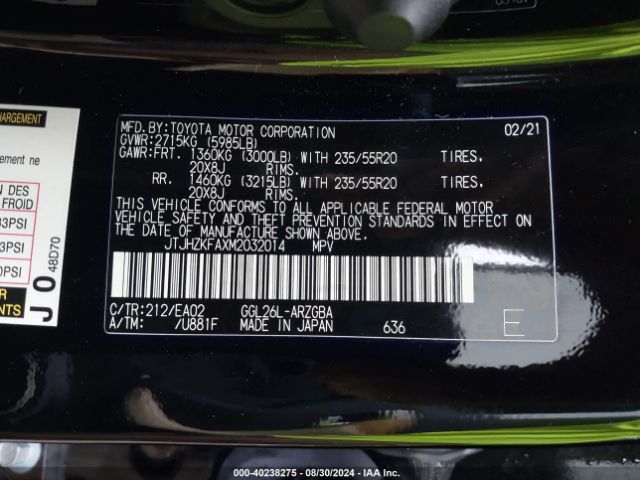 MFD.BY:TOYOTA MOTOR CORPORATION 02/21
GVWR:2715KG (5985LB)
GAWR:FRT. 1360KG (3000LB) WITH 235/55R20 TIRES,
20X8J RIMS.
RR. 1460KG (3215LB) WITH 235/55R20 TIRES,
20X8J RIMS.
THIS VEHICLE CONFORMS TO ALL APPLICABLE FEDERAL MOTOR
VEHICLE SAFETY AND THEFT PREVENTION STANDARDS IN EFFECT
ON THE DATE OF MANUFACTURE SHOWN ABOVE.
JTJHZKFAXM2032014 MPV
C/TR:212/EA02 GGL26L-ARZGBA
A/TM: /U881F MADE IN JAPAN 636
E
HARGEMENT
ement ne
N DES
FROID
3PSI
3PSI
0PSI
R
NTS
J 0 48D70
000-40238275 - 08/30/2024 - IAA Inc.